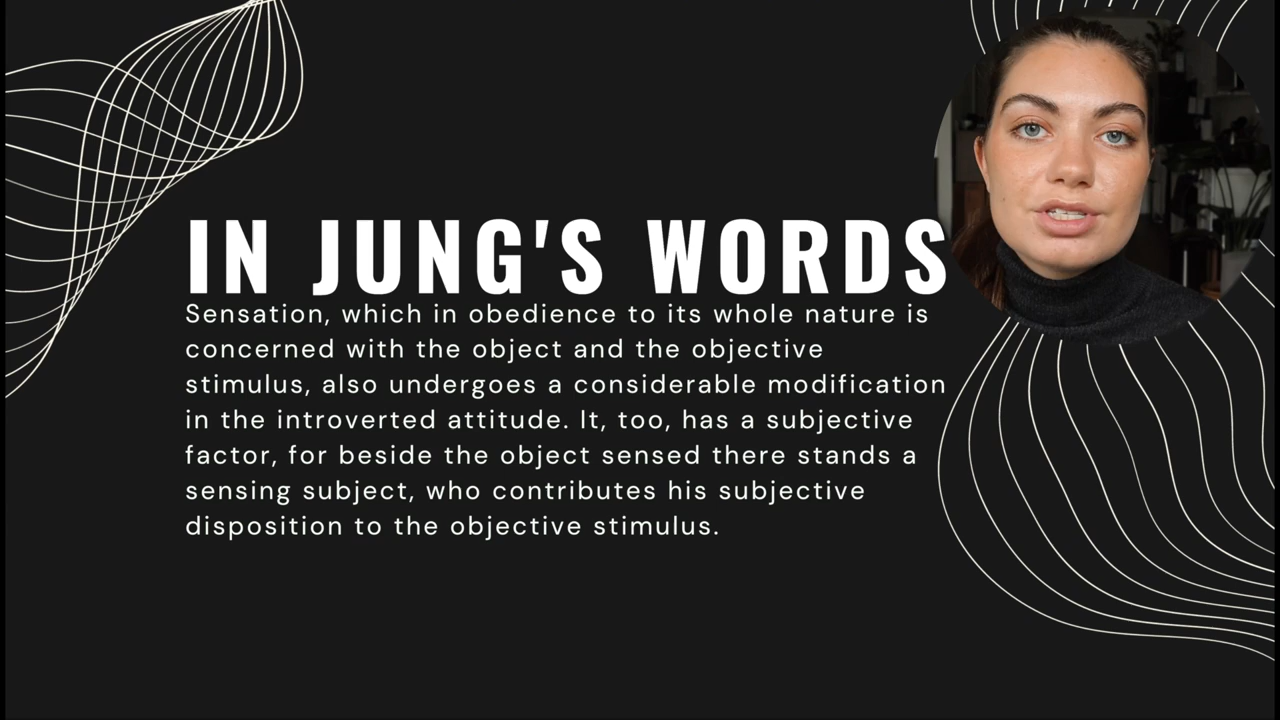 IN JUNG'S WORDS
Sensation, which in obedience to its whole nature is
concerned with the object and the objective
stimulus, also undergoes a considerable modification
in the introverted attitude. It, too, has a subjective
factor, for beside the object sensed there stands a
sensing subject, who contributes his subjective
disposition to the objective stimulus.